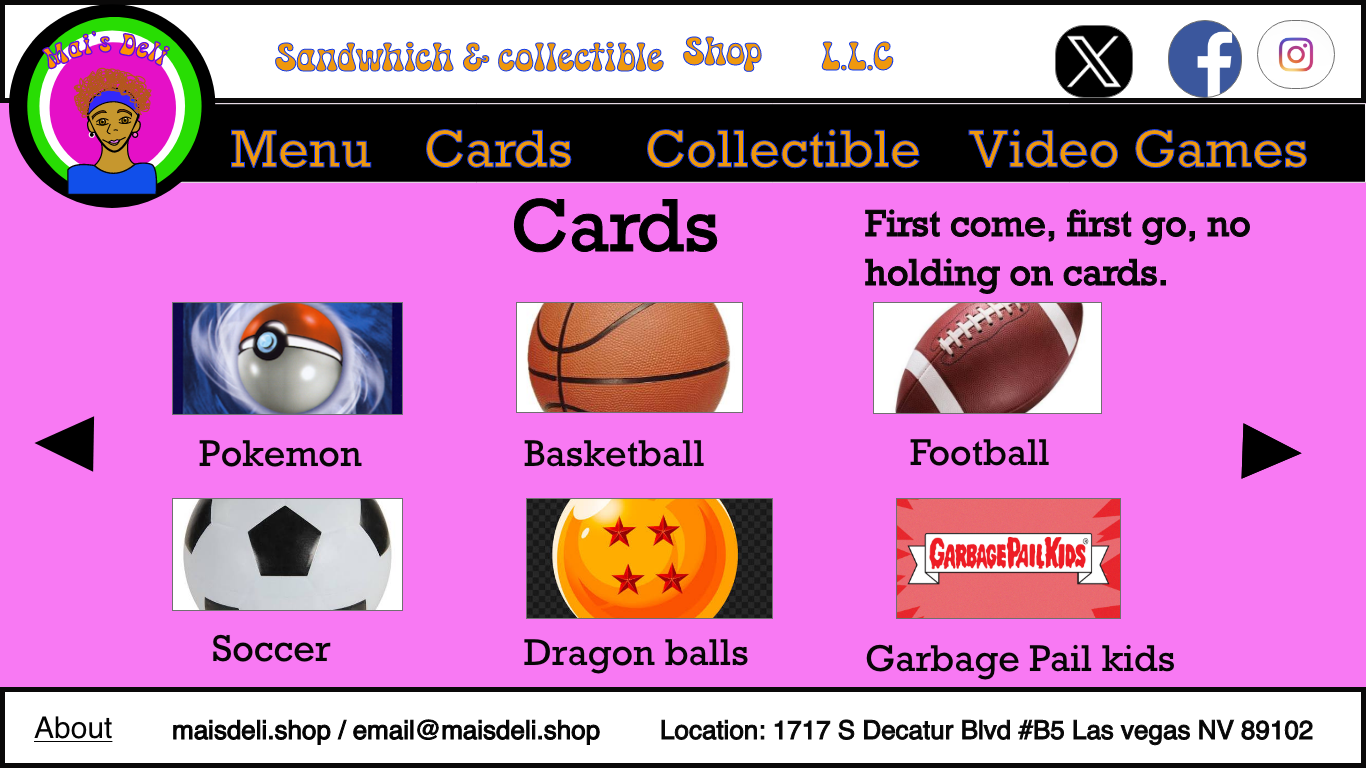 Mai's Deli
Sandwhich & collectible Shop L.L.C
Menu Cards Collectible Video Games
Cards
First come, first go, no
holding on cards.
Pokemon Basketball Football
GARBAGE PAIL KIDS
Soccer Dragon balls Garbage Pail kids
About maisdeli.shop / email@maisdeli.shop Location: 1717 S Decatur Blvd #B5 Las vegas NV 89102